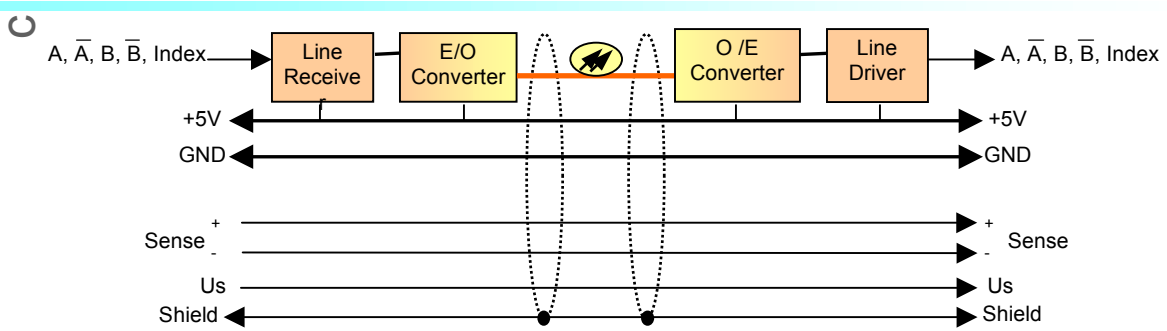 C
A, A̅, B, B̅, Index
Line
Receive
r
E/O
Converter
O /E
Converter
Line
Driver
A, A̅, B, B̅, Index
+5V
+5V
GND
GND
+
+
Sense
Sense
-
-
Us
Us
Shield
Shield